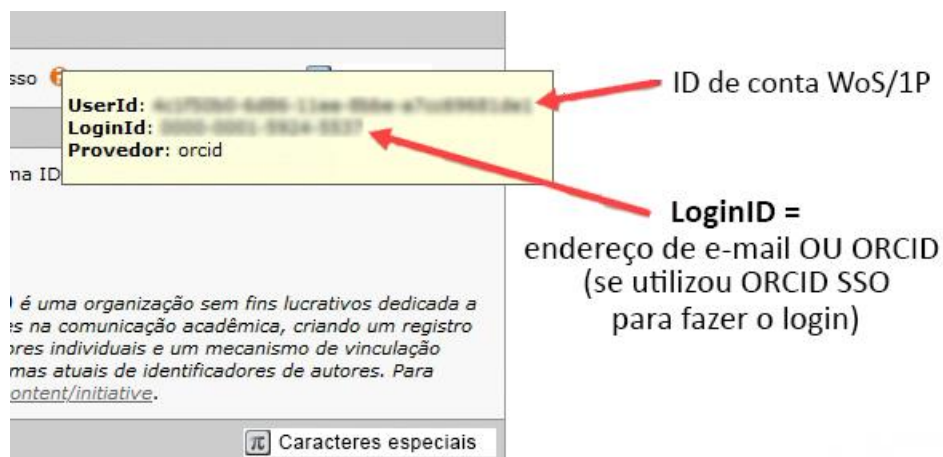 sso
UserId:
LoginId:
Provedor: orcid
ID de conta WoS/1P
ma ID
LoginID =
endereço de e-mail OU ORCID
(se utilizou ORCID SSO
para fazer o login)
é uma organização sem fins lucrativos dedicada a
es na comunicação acadêmica, criando um registro
ores individuais e um mecanismo de vinculação
mas atuais de identificadores de autores. Para
ontent/initiative.
π Caracteres especiais